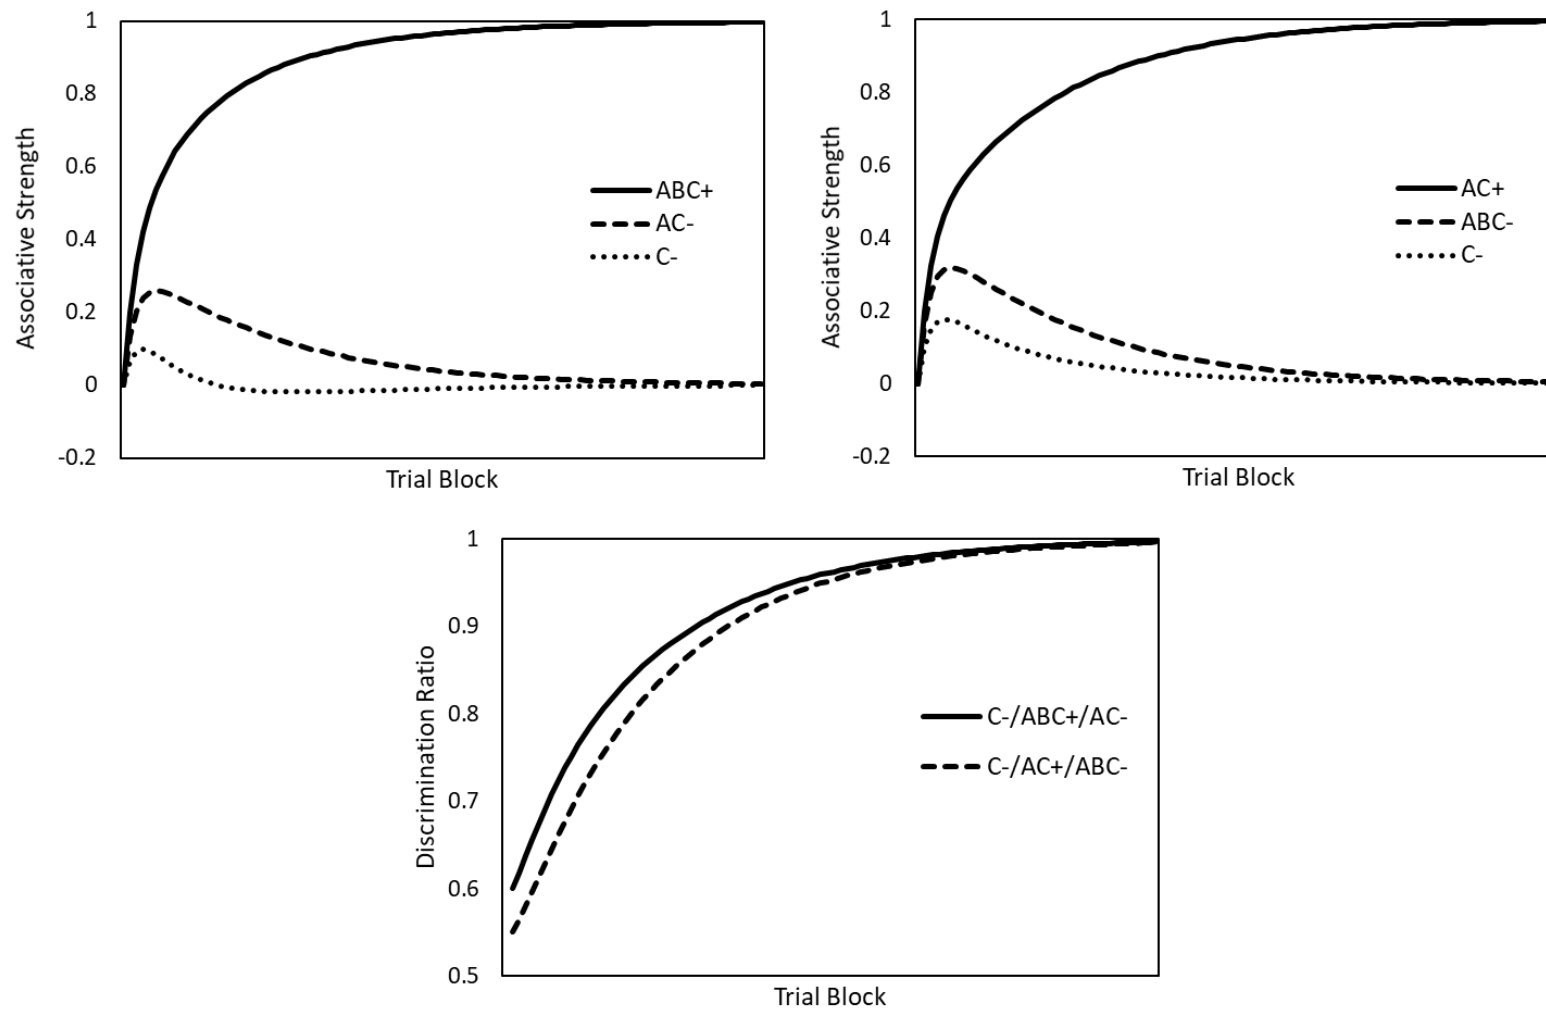 1
0.8
0.6
0.4
0.2
0
-0.2
Associative Strength
Trial Block
ABC+
AC-
C-
1
0.8
0.6
0.4
0.2
0
-0.2
Associative Strength
Trial Block
AC+
ABC-
C-
1
0.9
0.8
0.7
0.6
0.5
Discrimination Ratio
Trial Block
C-/ABC+/AC-
C-/AC+/ABC-